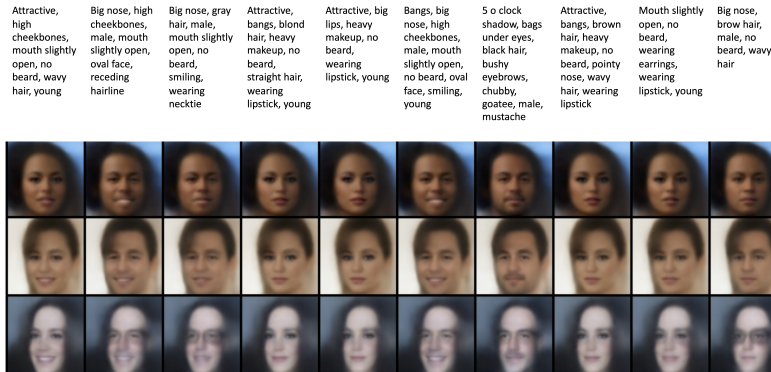 Attractive,
high
cheekbones,
mouth slightly
open, no
beard, wavy
hair, young
Big nose, high
cheekbones,
male, mouth
slightly open,
oval face,
receding
hairline
Big nose, gray
hair, male,
mouth slightly
open, no
beard,
smiling,
wearing
necktie
Attractive,
bangs, blond
hair, heavy
makeup, no
beard,
straight hair,
wearing
lipstick, young
Attractive, big
lips, heavy
makeup, no
beard,
wearing
lipstick, young
Bangs, big
nose, high
cheekbones,
male, mouth
slightly open,
no beard, oval
face, smiling,
young
5 o clock
shadow, bags
under eyes,
black hair,
bushy
eyebrows,
chubby,
goatee, male,
mustache
Attractive,
bangs, brown
hair, heavy
makeup, no
beard, pointy
nose, wavy
hair, wearing
lipstick
Mouth slightly
open, no
beard,
wearing
earrings,
wearing
lipstick, young
Big nose,
brow hair,
male, no
beard, wavy
hair